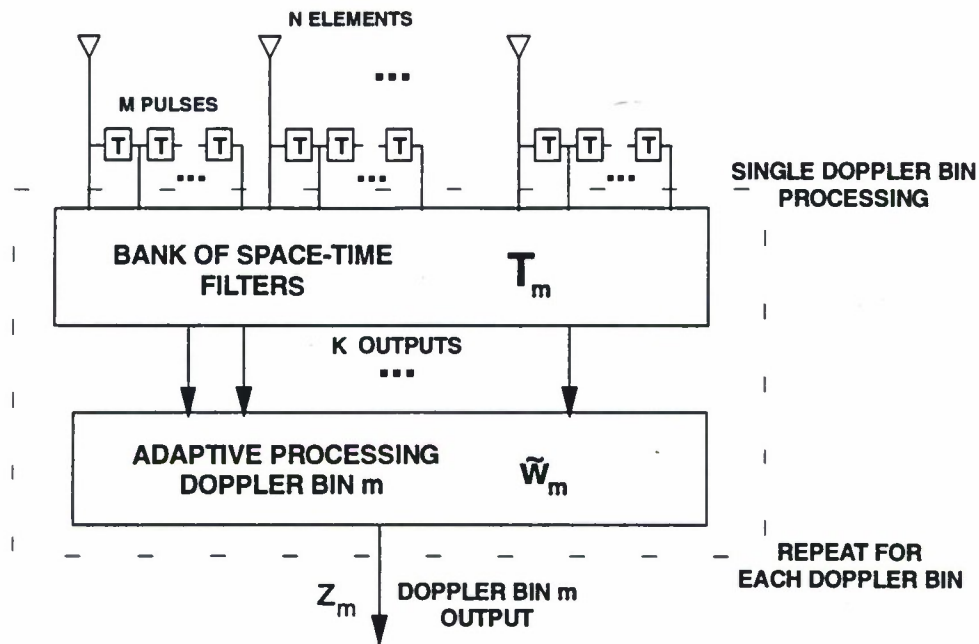 N ELEMENTS
M PULSES
T T T T T T T T T
SINGLE DOPPLER BIN
PROCESSING
BANK OF SPACE-TIME
FILTERS
T_m
K OUTPUTS
ADAPTIVE PROCESSING
DOPPLER BIN m
w̃_m
REPEAT FOR
EACH DOPPLER BIN
z_m
DOPPLER BIN m
OUTPUT